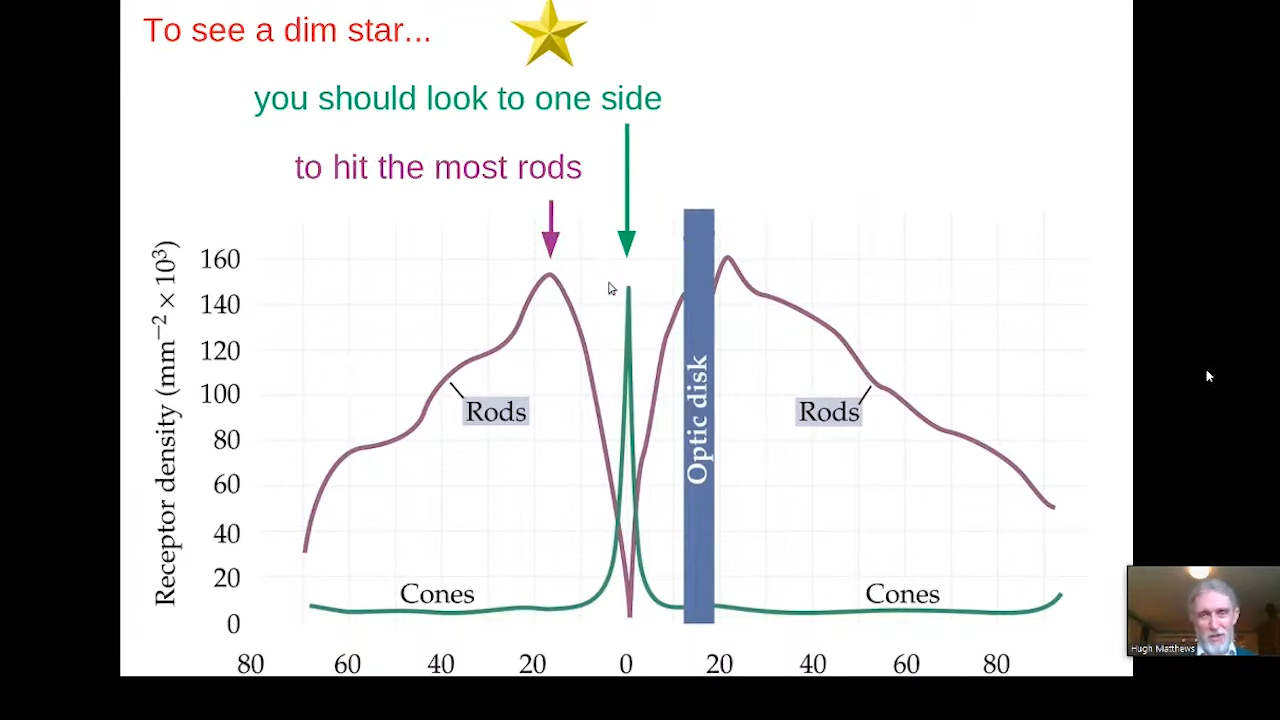 To see a dim star...
you should look to one side
to hit the most rods
Receptor density (mm−2 × 103)
160
140
120
100
80
60
40
20
0
Rods
Optic disk
Rods
Cones
Cones
80 60 40 20 0 20 40 60 80
Hugh Matthews